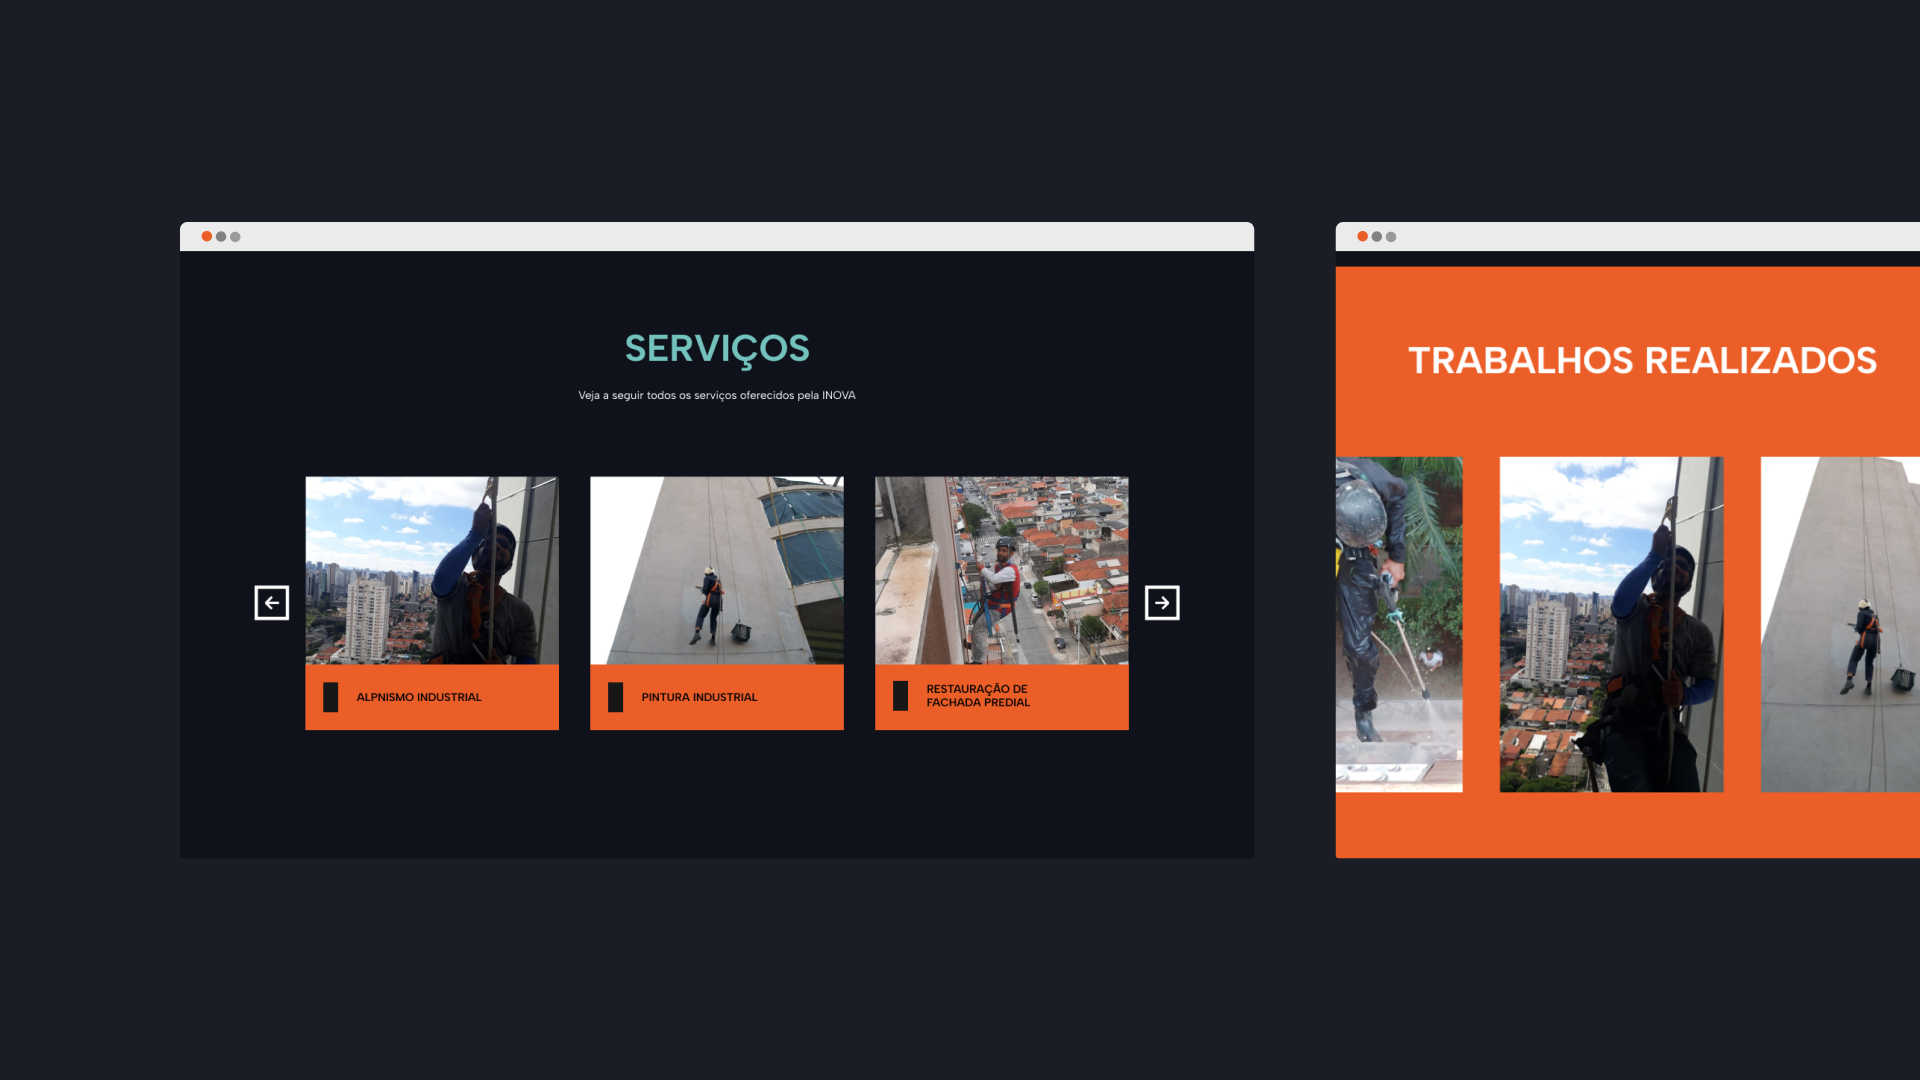 SERVIÇOS
Veja a seguir todos os serviços oferecidos pela INOVA
ALPNISMO INDUSTRIAL
PINTURA INDUSTRIAL
RESTAURAÇÃO DE
FACHADA PREDIAL
TRABALHOS REALIZADOS